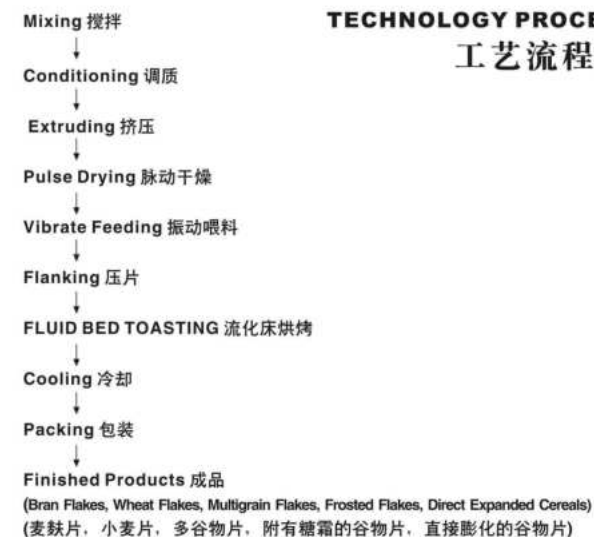 TECHNOLOGY PROCE
工艺流程
Mixing 搅拌
Conditioning 调质
Extruding 挤压
Pulse Drying 脉动干燥
Vibrate Feeding 振动喂料
Flanking 压片
FLUID BED TOASTING 流化床烘烤
Cooling 冷却
Packing 包装
Finished Products 成品
(Bran Flakes, Wheat Flakes, Multigrain Flakes, Frosted Flakes, Direct Expanded Cereals)
(麦麸片, 小麦片, 多谷物片, 附有糖霜的谷物片, 直接膨化的谷物片)